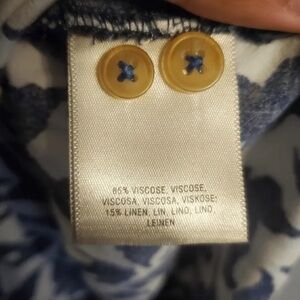 85% VISCOSE, VISCOSE,
VISCOSA, VISCOSA, VISKOSE;
15% LINEN, LIN, LINO, LINO,
LEINEN